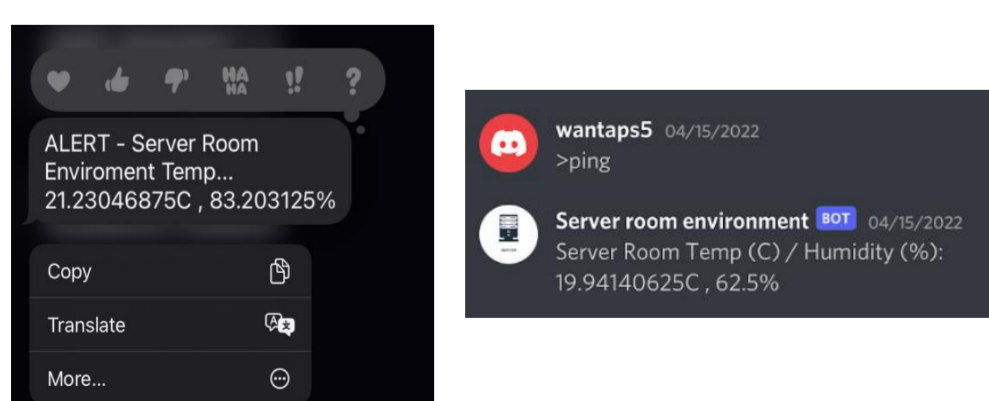 HA
HA
!!
?
ALERT - Server Room
Enviroment Temp...
21.23046875C , 83.203125%
Copy
Translate
More...
wantaps5 04/15/2022
>ping
Server room environment BOT 04/15/2022
Server Room Temp (C) / Humidity (%):
19.94140625C , 62.5%